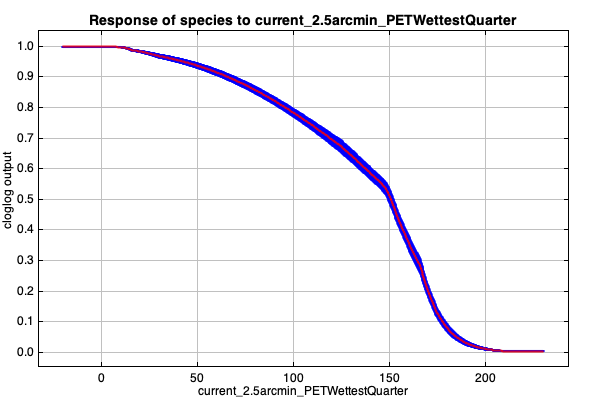 Response of species to current_2.5arcmin_PETWettestQuarter
1.0
0.9
0.8
0.7
0.6
0.5
0.4
0.3
0.2
0.1
0.0
cloglog output
0 50 100 150 200
current_2.5arcmin_PETWettestQuarter